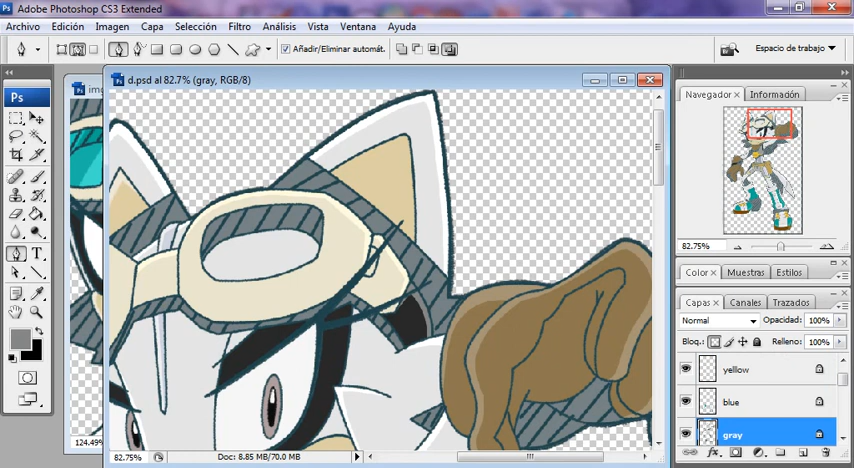 Ps Adobe Photoshop CS3 Extended
Archivo Edición Imagen Capa Selección Filtro Análisis Vista Ventana Ayuda
Añadir/Eliminar automát. Espacio de trabajo
Ps
d.psd al 82.7% (gray, RGB/8)
Navegador Información
82.75%
Color Muestras Estilos
Capas Canales Trazados
Normal Opacidad: 100%
Bloq.: Relleno: 100%
yellow
blue
gray
124.49%
82.75% Doc: 8.85 MB/70.0 MB